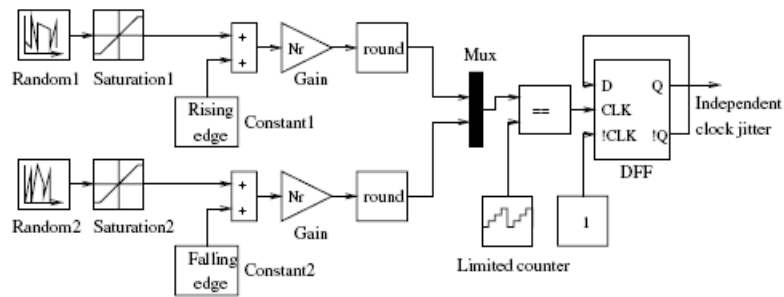 Random1
Saturation1
+
+
Nr
Gain
round
Rising
edge
Constant1
Mux
==
D
Q
CLK
!CLK
!Q
DFF
Independent
clock jitter
Random2
Saturation2
+
+
Nr
Gain
round
Falling
edge
Constant2
Limited counter
1